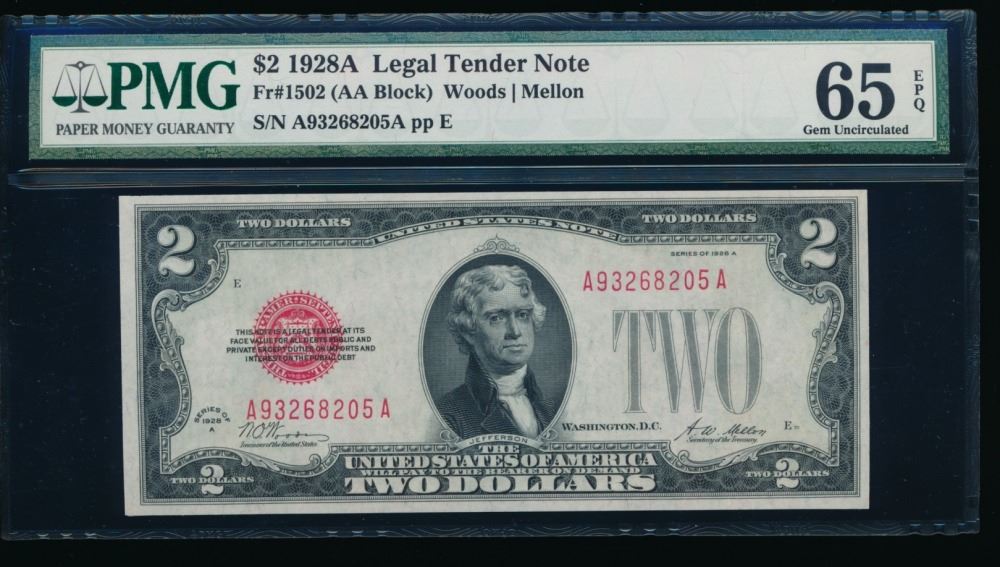 PMG
PAPER MONEY GUARANTY
$2 1928A Legal Tender Note
Fr#1502 (AA Block) Woods | Mellon
S/N A93268205A pp E
65 EPQ
Gem Uncirculated
TWO DOLLARS
UNITED STATES NOTE
TWO DOLLARS
2
2
SERIES OF 1928 A
E
A93268205A
THIS NOTE IS A LEGAL TENDER AT ITS
FACE VALUE FOR ALL DEBTS PUBLIC AND
PRIVATE EXCEPT DUTIES ON IMPORTS AND
INTEREST ON THE PUBLIC DEBT
TWO
A93268205A
SERIES OF
1928
A
Treasurer of the United States
WASHINGTON, D.C.
A W Mellon
Secretary of the Treasury
E
JEFFERSON
THE
UNITED STATES OF AMERICA
WILL PAY TO THE BEARER ON DEMAND
TWO DOLLARS
TWO DOLLARS
2
TWO DOLLARS
2